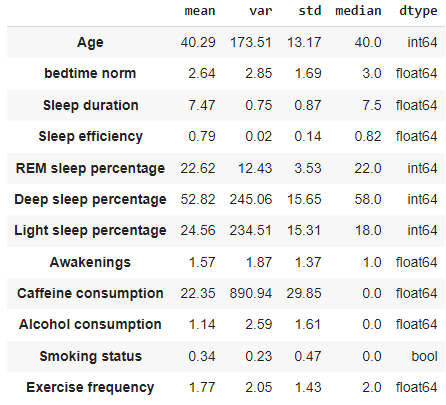 mean var std median dtype
Age 40.29 173.51 13.17 40.0 int64
bedtime norm 2.64 2.85 1.69 3.0 float64
Sleep duration 7.47 0.75 0.87 7.5 float64
Sleep efficiency 0.79 0.02 0.14 0.82 float64
REM sleep percentage 22.62 12.43 3.53 22.0 int64
Deep sleep percentage 52.82 245.06 15.65 58.0 int64
Light sleep percentage 24.56 234.51 15.31 18.0 int64
Awakenings 1.57 1.87 1.37 1.0 float64
Caffeine consumption 22.35 890.94 29.85 0.0 float64
Alcohol consumption 1.14 2.59 1.61 0.0 float64
Smoking status 0.34 0.23 0.47 0.0 bool
Exercise frequency 1.77 2.05 1.43 2.0 float64